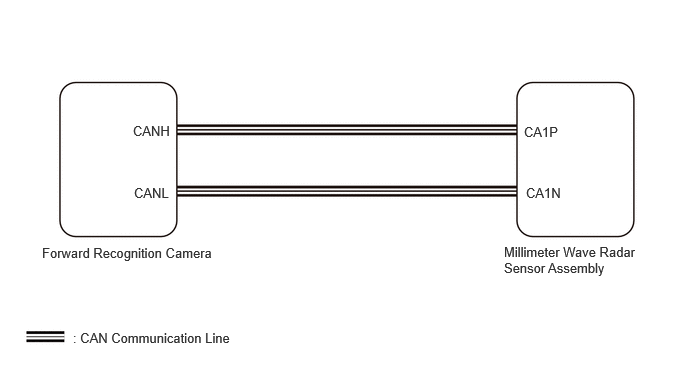 CANH
CA1P
CANL
CA1N
Forward Recognition Camera
Millimeter Wave Radar
Sensor Assembly
: CAN Communication Line